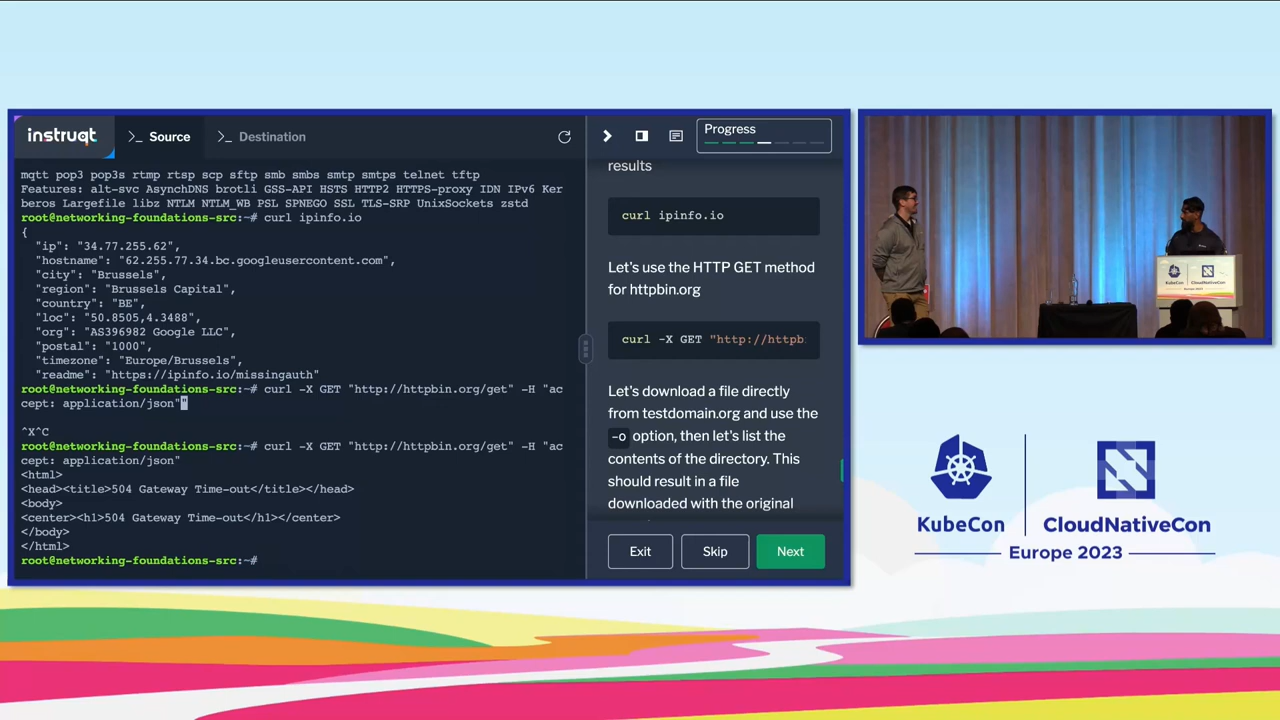 instruqt
>_ Source
>_ Destination
mqtt pop3 pop3s rtmp rtsp scp sftp smb smbs smtp smtps telnet tftp
Features: alt-svc AsynchDNS brotli GSS-API HSTS HTTP2 HTTPS-proxy IDN IPv6 Ker
beros Largefile libz NTLM NTLM_WB PSL SPNEGO SSL TLS-SRP UnixSockets zstd
root@networking-foundations-src:~# curl ipinfo.io
{
"ip": "34.77.255.62",
"hostname": "62.255.77.34.bc.googleusercontent.com",
"city": "Brussels",
"region": "Brussels Capital",
"country": "BE",
"loc": "50.8505,4.3488",
"org": "AS396982 Google LLC",
"postal": "1000",
"timezone": "Europe/Brussels",
"readme": "https://ipinfo.io/missingauth"
root@networking-foundations-src:~# curl -X GET "http://httpbin.org/get" -H "ac
cept: application/json""
^X^C
root@networking-foundations-src:~# curl -X GET "http://httpbin.org/get" -H "ac
cept: application/json"
<html>
<head><title>504 Gateway Time-out</title></head>
<body>
<center><h1>504 Gateway Time-out</h1></center>
</body>
</html>
root@networking-foundations-src:~#
Progress
results
curl ipinfo.io
Let's use the HTTP GET method
for httpbin.org
curl -X GET "http://httpb
Let's download a file directly
from testdomain.org and use the
-O option, then let's list the
contents of the directory. This
should result in a file
downloaded with the original
Exit
Skip
Next
KubeCon
Europe 2023
KubeCon
CloudNativeCon
Europe 2023